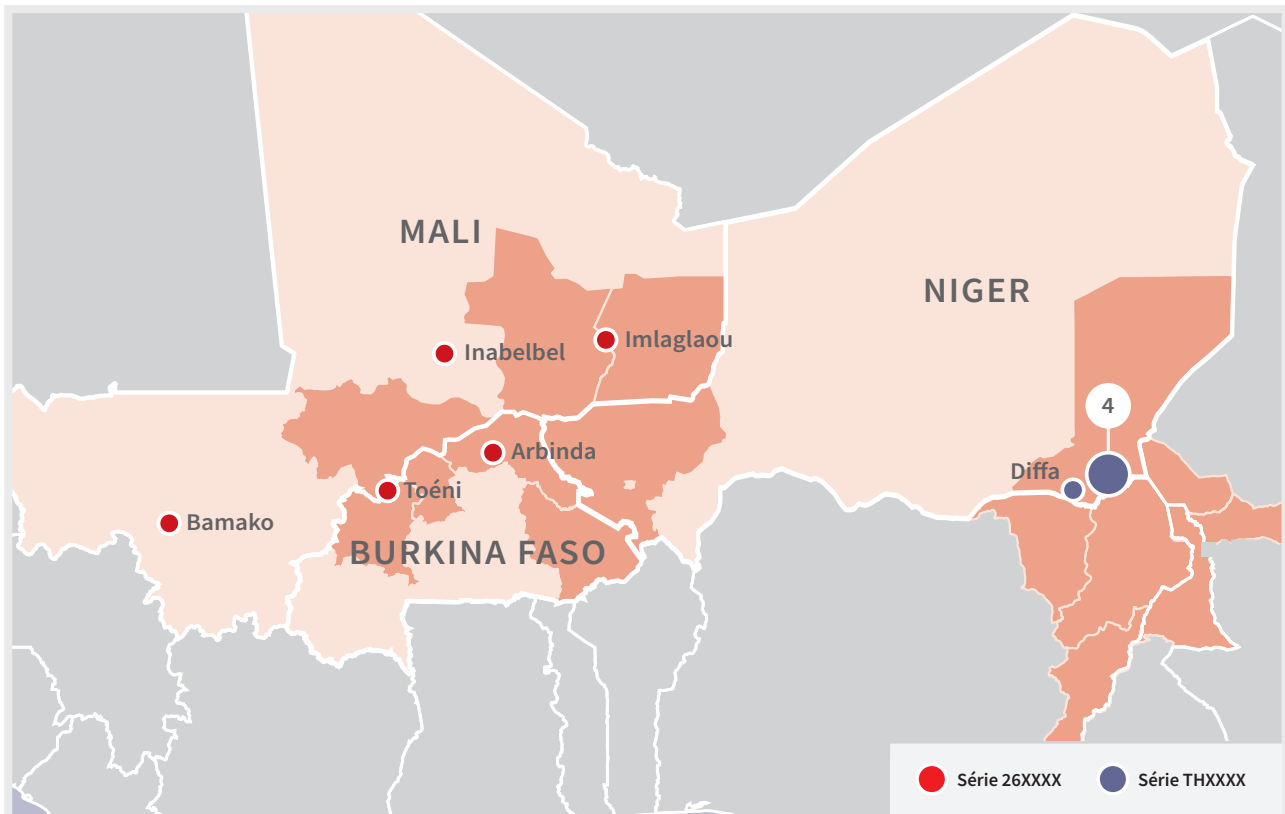 MALI
NIGER
Imlaglaou
Inabelbel
4
Arbinda
Diffa
Toéni
Bamako
BURKINA FASO
Série 26XXXX
Série THXXXX